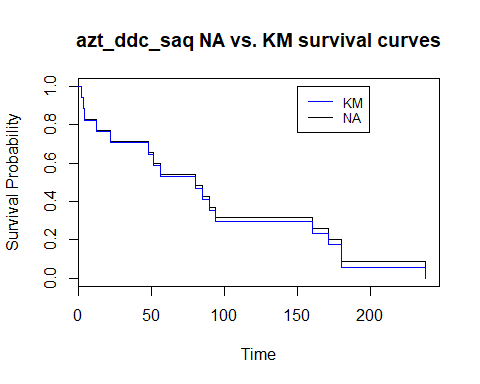 azt_ddc_saq NA vs. KM survival curves
KM
NA
Survival Probability
1.0
0.8
0.6
0.4
0.2
0.0
0 50 100 150 200
Time